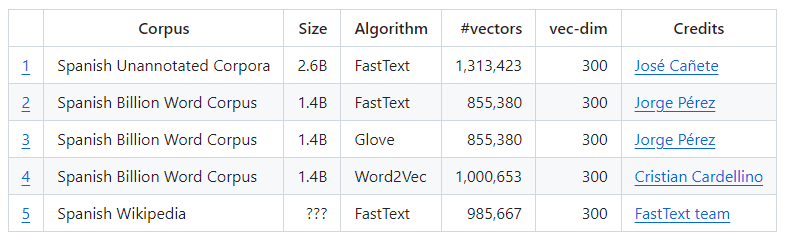 Corpus Size Algorithm #vectors vec-dim Credits
1 Spanish Unannotated Corpora 2.6B FastText 1,313,423 300 José Cañete
2 Spanish Billion Word Corpus 1.4B FastText 855,380 300 Jorge Pérez
3 Spanish Billion Word Corpus 1.4B Glove 855,380 300 Jorge Pérez
4 Spanish Billion Word Corpus 1.4B Word2Vec 1,000,653 300 Cristian Cardellino
5 Spanish Wikipedia ??? FastText 985,667 300 FastText team